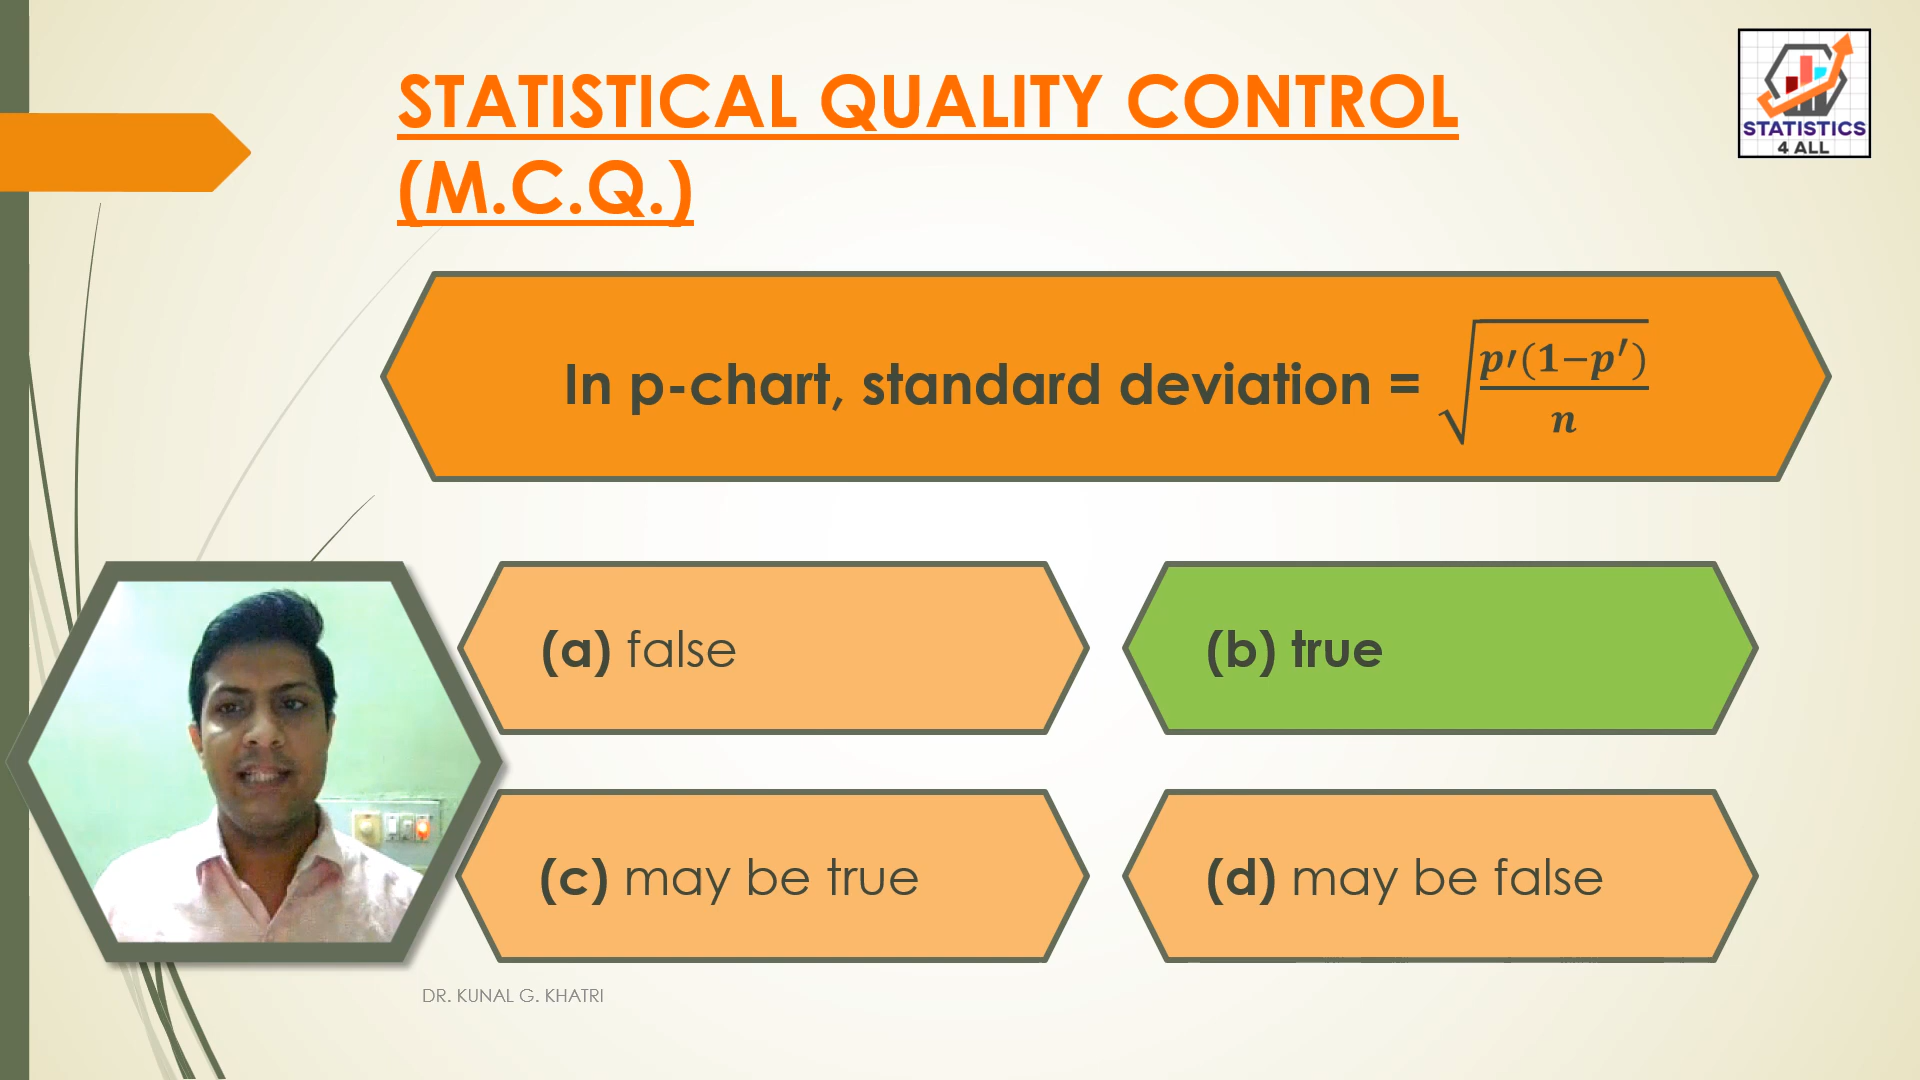 STATISTICAL QUALITY CONTROL
(M.C.Q.)
STATISTICS
4 ALL
In p-chart, standard deviation = √(p′(1−p′)/n)
(a) false
(b) true
(c) may be true
(d) may be false
DR. KUNAL G. KHATRI